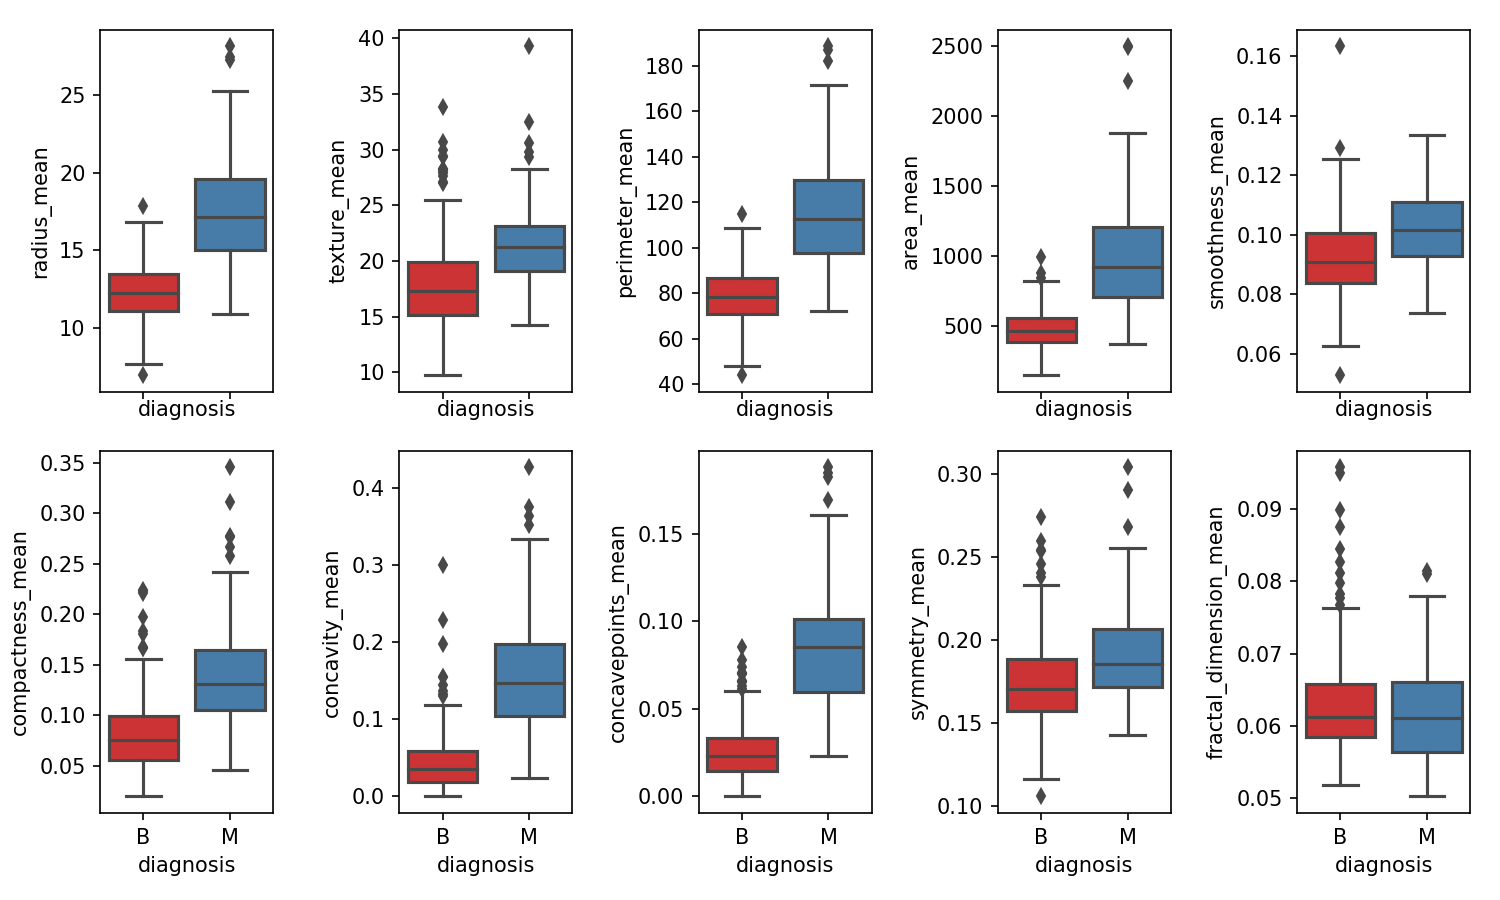 radius_mean
25
20
15
10
diagnosis
texture_mean
40
35
30
25
20
15
10
diagnosis
perimeter_mean
180
160
140
120
100
80
60
40
diagnosis
area_mean
2500
2000
1500
1000
500
diagnosis
smoothness_mean
0.16
0.14
0.12
0.10
0.08
0.06
diagnosis
compactness_mean
0.35
0.30
0.25
0.20
0.15
0.10
0.05
B M
diagnosis
concavity_mean
0.4
0.3
0.2
0.1
0.0
B M
diagnosis
concavepoints_mean
0.15
0.10
0.05
0.00
B M
diagnosis
symmetry_mean
0.30
0.25
0.20
0.15
0.10
B M
diagnosis
fractal_dimension_mean
0.09
0.08
0.07
0.06
0.05
B M
diagnosis